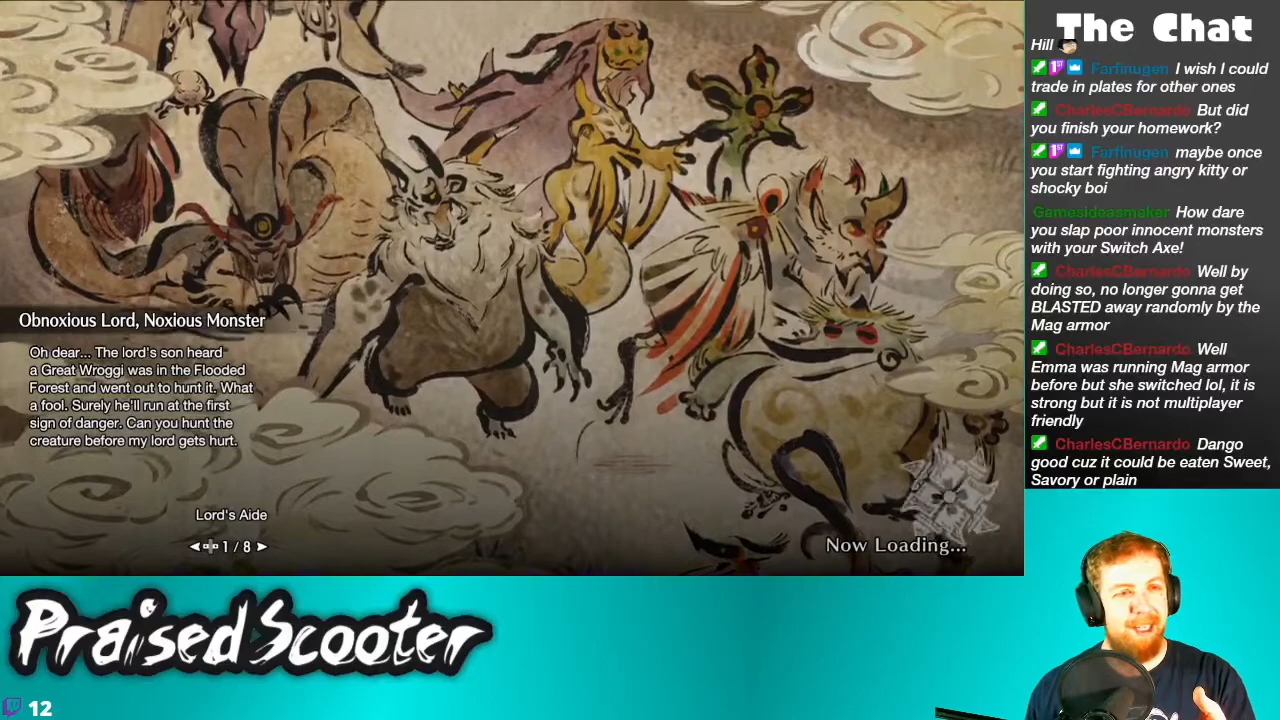 Obnoxious Lord, Noxious Monster
Oh dear... The lord's son heard
a Great Wroggi was in the Flooded
Forest and went out to hunt it. What
a fool. Surely he'll run at the first
sign of danger. Can you hunt the
creature before my lord gets hurt.
Lord's Aide
1 / 8
Now Loading...
The Chat
Hill
Farfinugen I wish I could
trade in plates for other ones
CharlesCBernardo But did
you finish your homework?
Farfinugen maybe once
you start fighting angry kitty or
shocky boi
Gamesideasmaker How dare
you slap poor innocent monsters
with your Switch Axe!
CharlesCBernardo Well by
doing so, no longer gonna get
BLASTED away randomly by the
Mag armor
CharlesCBernardo Well
Emma was running Mag armor
before but she switched lol, it is
strong but it is not multiplayer
friendly
CharlesCBernardo Dango
good cuz it could be eaten Sweet,
Savory or plain
PraisedScooter
12